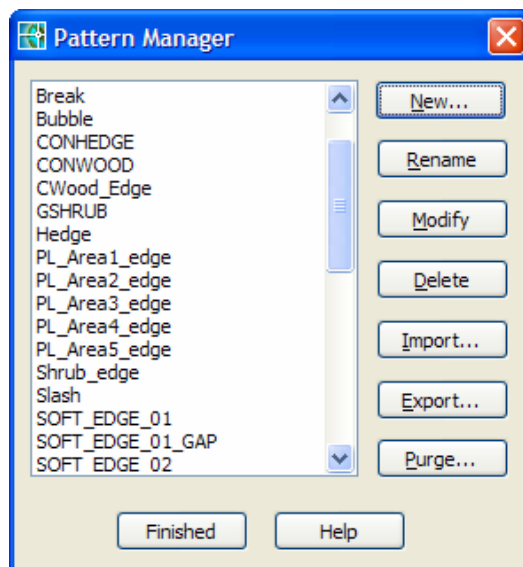 Pattern Manager
Break
Bubble
CONHEDGE
CONWOOD
CWood_Edge
GSHRUB
Hedge
PL_Area1_edge
PL_Area2_edge
PL_Area3_edge
PL_Area4_edge
PL_Area5_edge
Shrub_edge
Slash
SOFT_EDGE_01
SOFT_EDGE_01_GAP
SOFT_EDGE_02
New...
Rename
Modify
Delete
Import...
Export...
Purge...
Finished
Help